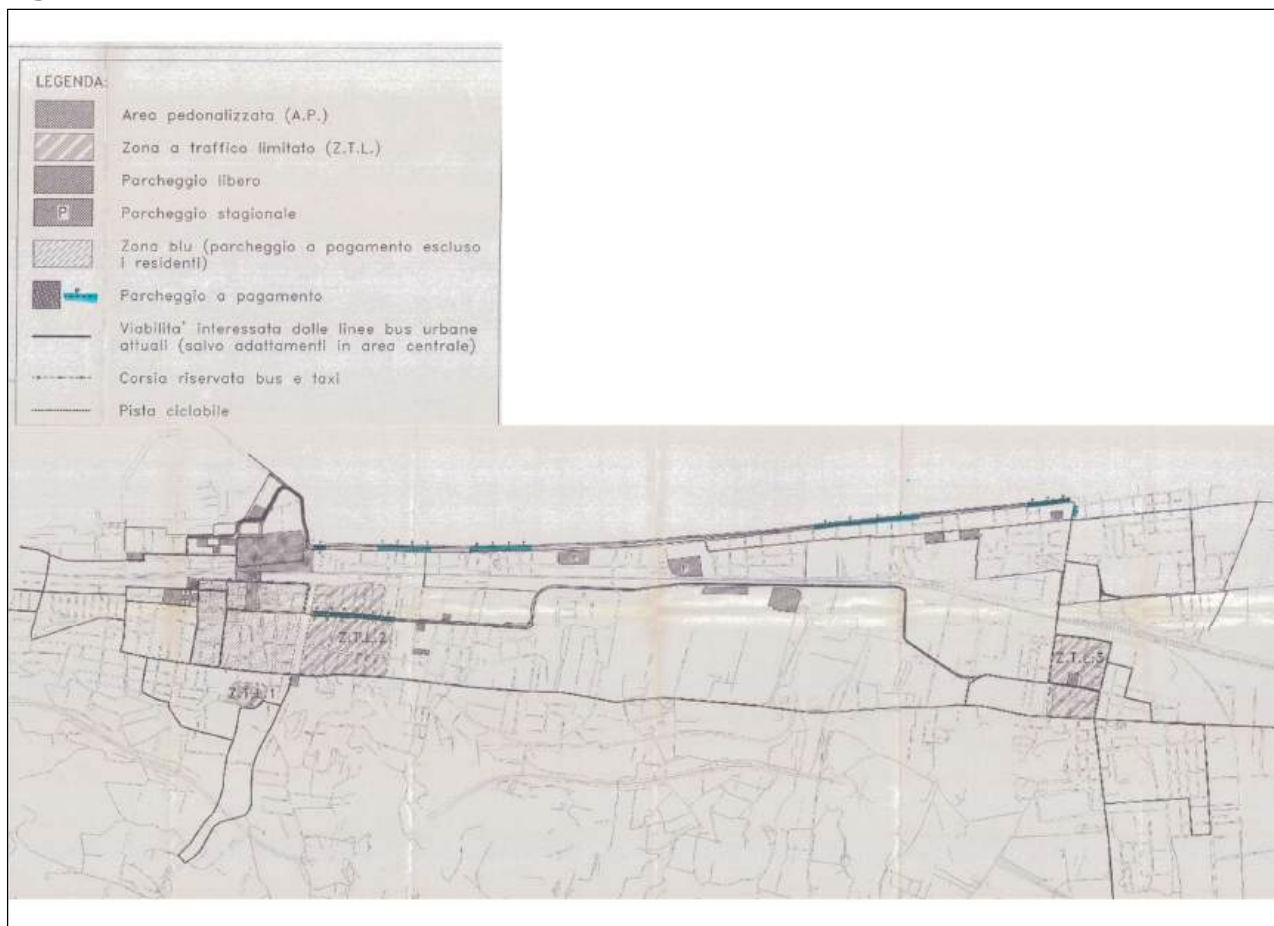 LEGENDA:
Area pedonalizzata (A.P.)
Zona a traffico limitato (Z.T.L.)
Parcheggio libero
P
Parcheggio stagionale
Zona blu (parcheggio a pagamento escluso
i residenti)
P
Parcheggio a pagamento
Viabilita' interessata dalle linee bus urbane
attuali (salvo adattamenti in area centrale)
Corsia riservata bus e taxi
Pista ciclabile
Z.T.L.2
Z.T.L.3
Z.T.L.1